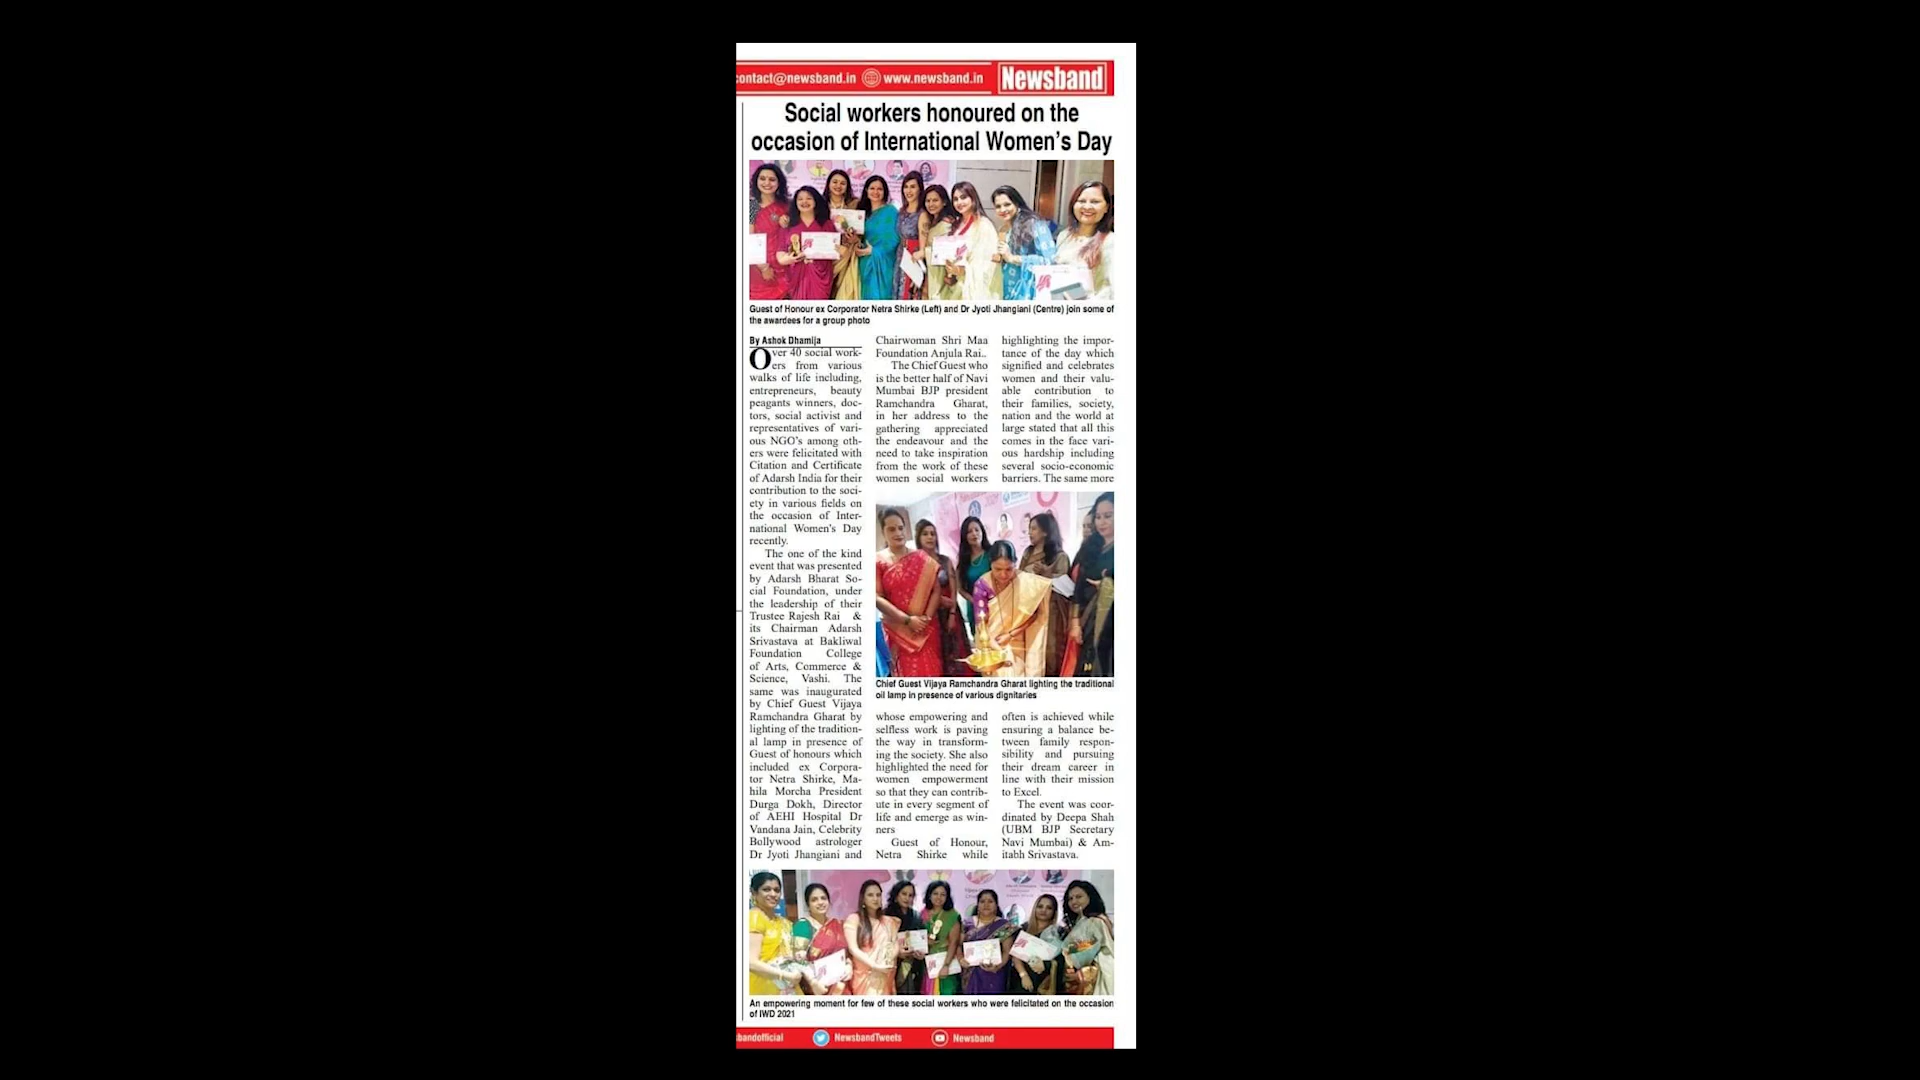 contact@newsband.in www.newsband.in Newsband
Social workers honoured on the
occasion of International Women's Day
Guest of Honour ex Corporator Netra Shirke (Left) and Dr Jyoti Jhangiani (Centre) join some of
the awardees for a group photo
By Ashok Dhamija
Over 40 social work-
ers from various
walks of life including,
entrepreneurs, beauty
peagants winners, doc-
tors, social activist and
representatives of vari-
ous NGO's among oth-
ers were felicitated with
Citation and Certificate
of Adarsh India for their
contribution to the soci-
ety in various fields on
the occasion of Inter-
national Women's Day
recently.
The one of the kind
event that was presented
by Adarsh Bharat So-
cial Foundation, under
the leadership of their
Trustee Rajesh Rai &
its Chairman Adarsh
Srivastava at Bakliwal
Foundation College
of Arts, Commerce &
Science, Vashi. The
same was inaugurated
by Chief Guest Vijaya
Ramchandra Gharat by
lighting of the tradition-
al lamp in presence of
Guest of honours which
included ex Corpora-
tor Netra Shirke, Ma-
hila Morcha President
Durga Dokh, Director
of AEHI Hospital Dr
Vandana Jain, Celebrity
Bollywood astrologer
Dr Jyoti Jhangiani and
Chairwoman Shri Maa
Foundation Anjula Rai..
The Chief Guest who
is the better half of Navi
Mumbai BJP president
Ramchandra Gharat,
in her address to the
gathering appreciated
the endeavour and the
need to take inspiration
from the work of these
women social workers
highlighting the impor-
tance of the day which
signified and celebrates
women and their valu-
able contribution to
their families, society,
nation and the world at
large stated that all this
comes in the face vari-
ous hardship including
several socio-economic
barriers. The same more
Chief Guest Vijaya Ramchandra Gharat lighting the traditional
oil lamp in presence of various dignitaries
whose empowering and
selfless work is paving
the way in transform-
ing the society. She also
highlighted the need for
women empowerment
so that they can contrib-
ute in every segment of
life and emerge as win-
ners
Guest of Honour,
Netra Shirke while
often is achieved while
ensuring a balance be-
tween family respon-
sibility and pursuing
their dream career in
line with their mission
to Excel.
The event was coor-
dinated by Deepa Shah
(UBM BJP Secretary
Navi Mumbai) & Am-
itabh Srivastava.
An empowering moment for few of these social workers who were felicitated on the occasion
of IWD 2021
bandofficial NewsbandTweets Newsband